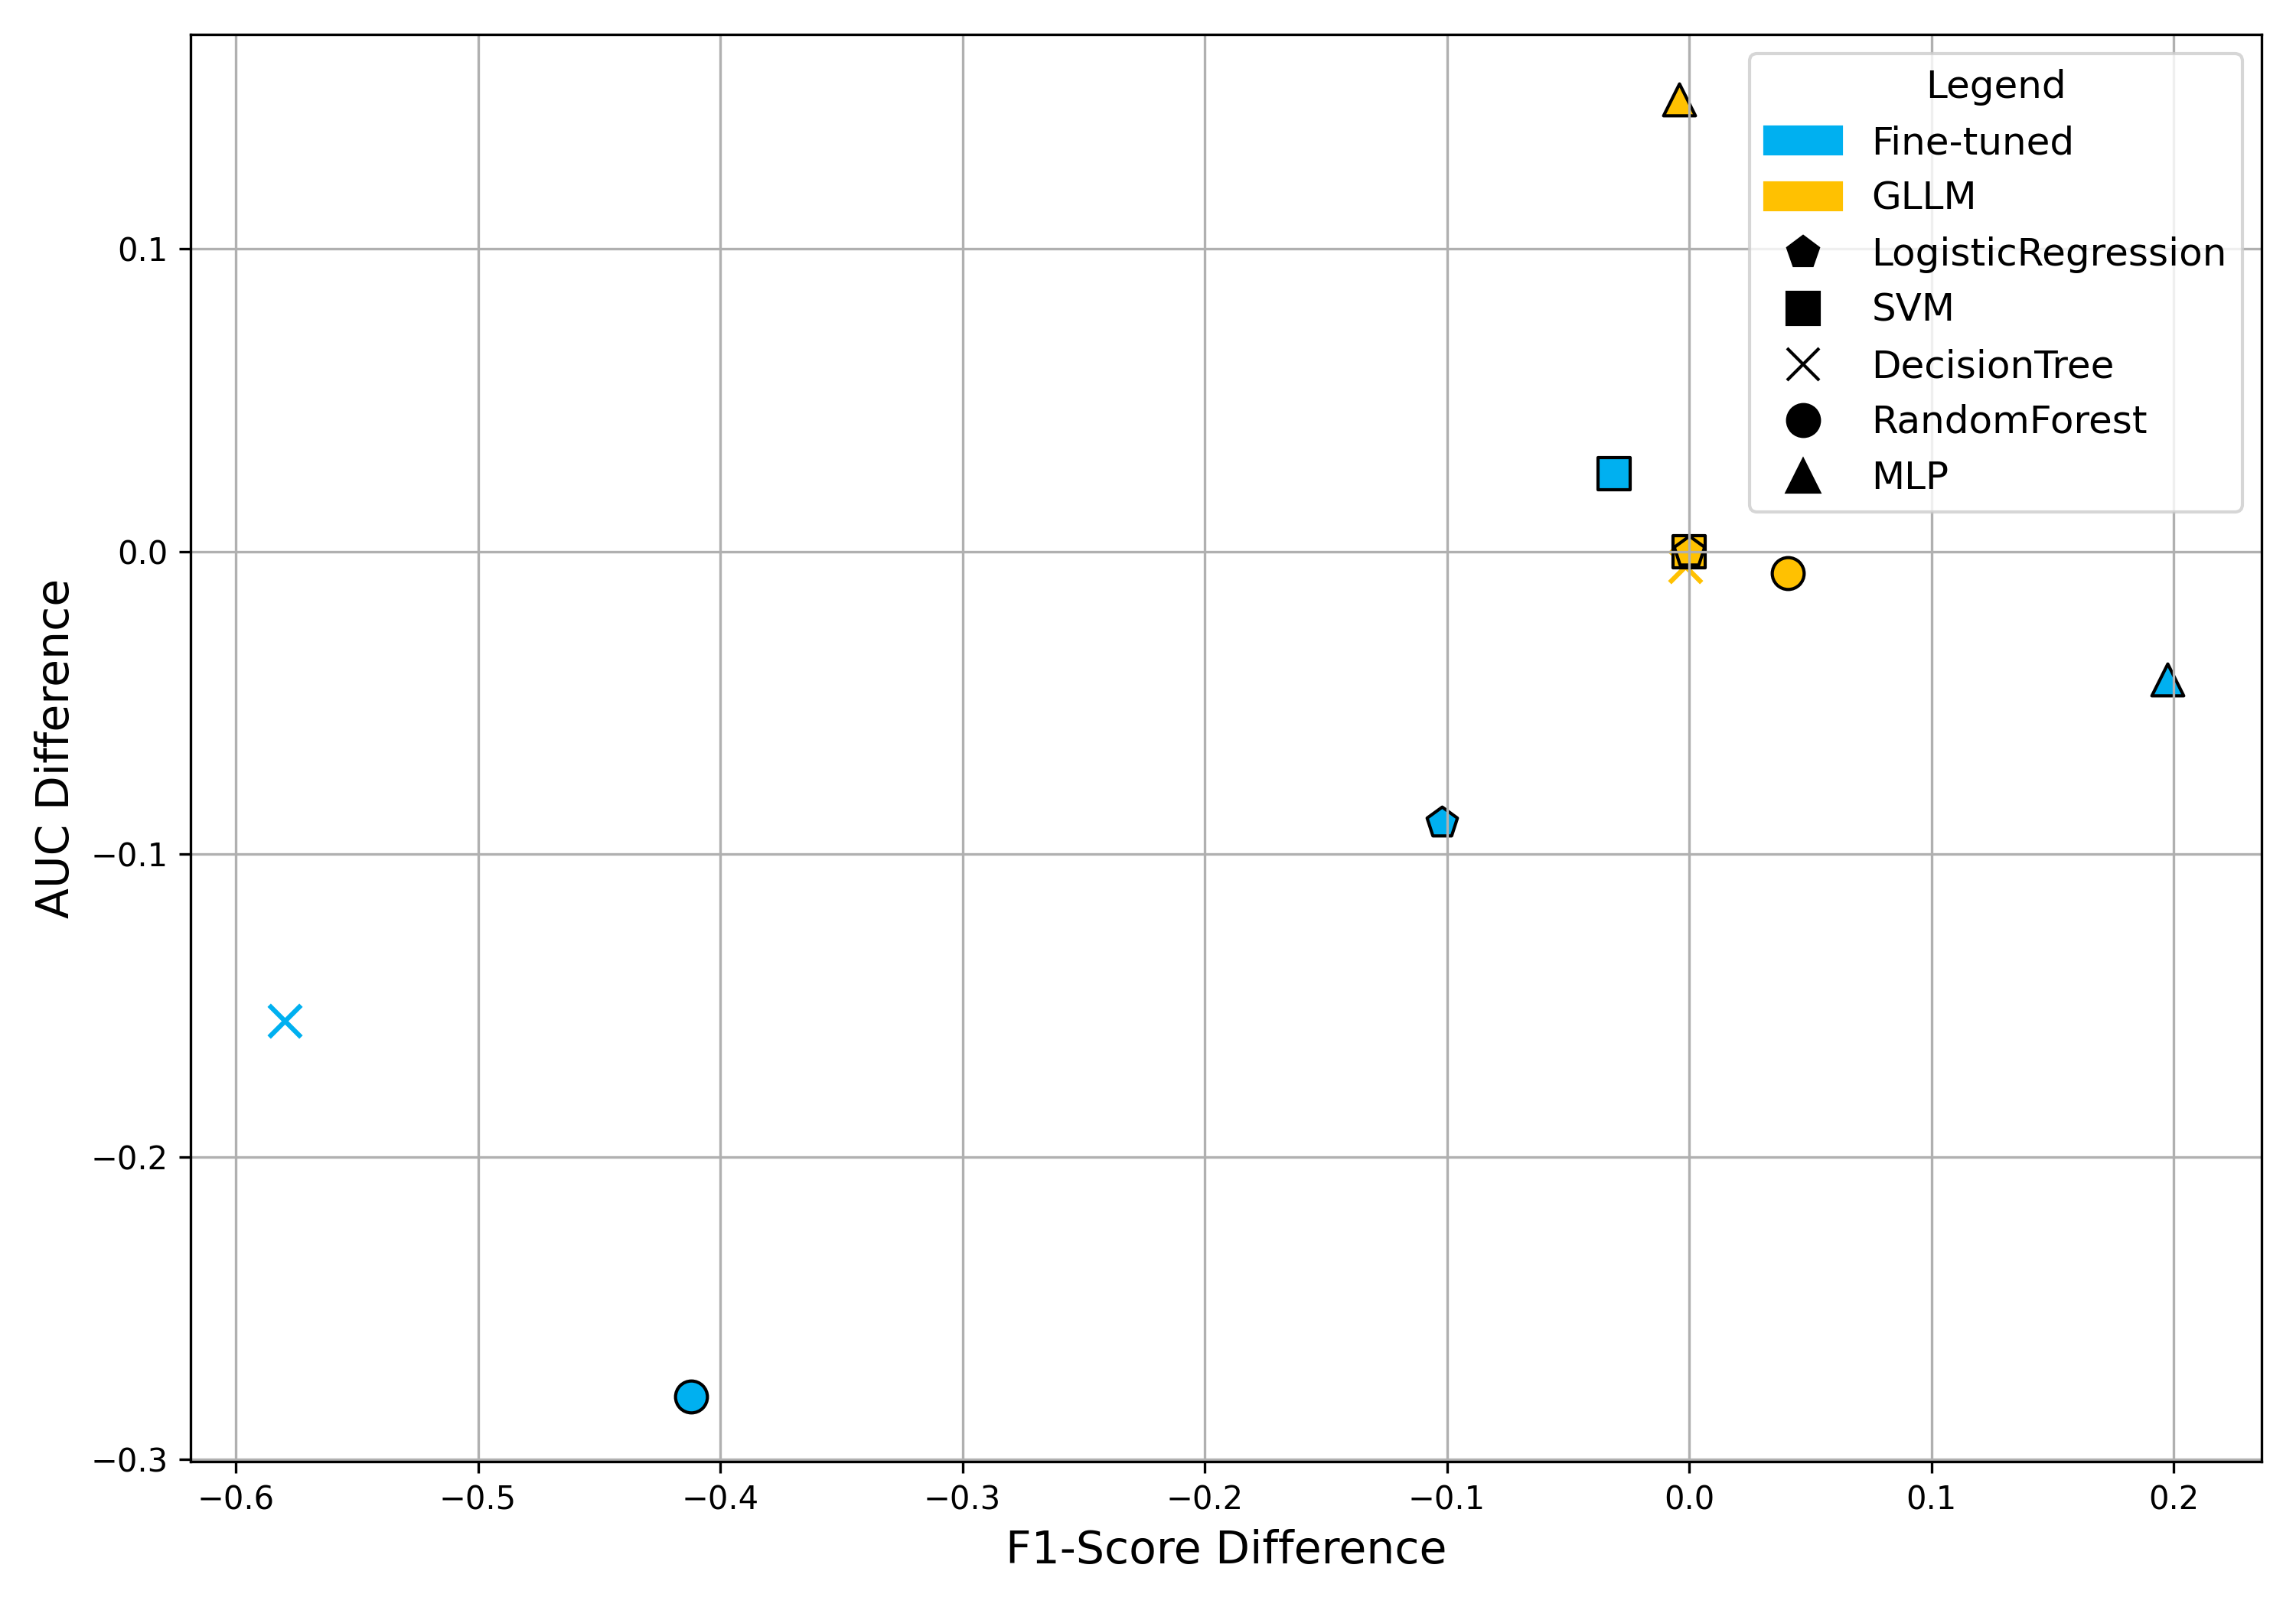 Legend
Fine-tuned
GLLM
LogisticRegression
SVM
DecisionTree
RandomForest
MLP
AUC Difference
0.1
0.0
−0.1
−0.2
−0.3
−0.6 −0.5 −0.4 −0.3 −0.2 −0.1 0.0 0.1 0.2
F1-Score Difference